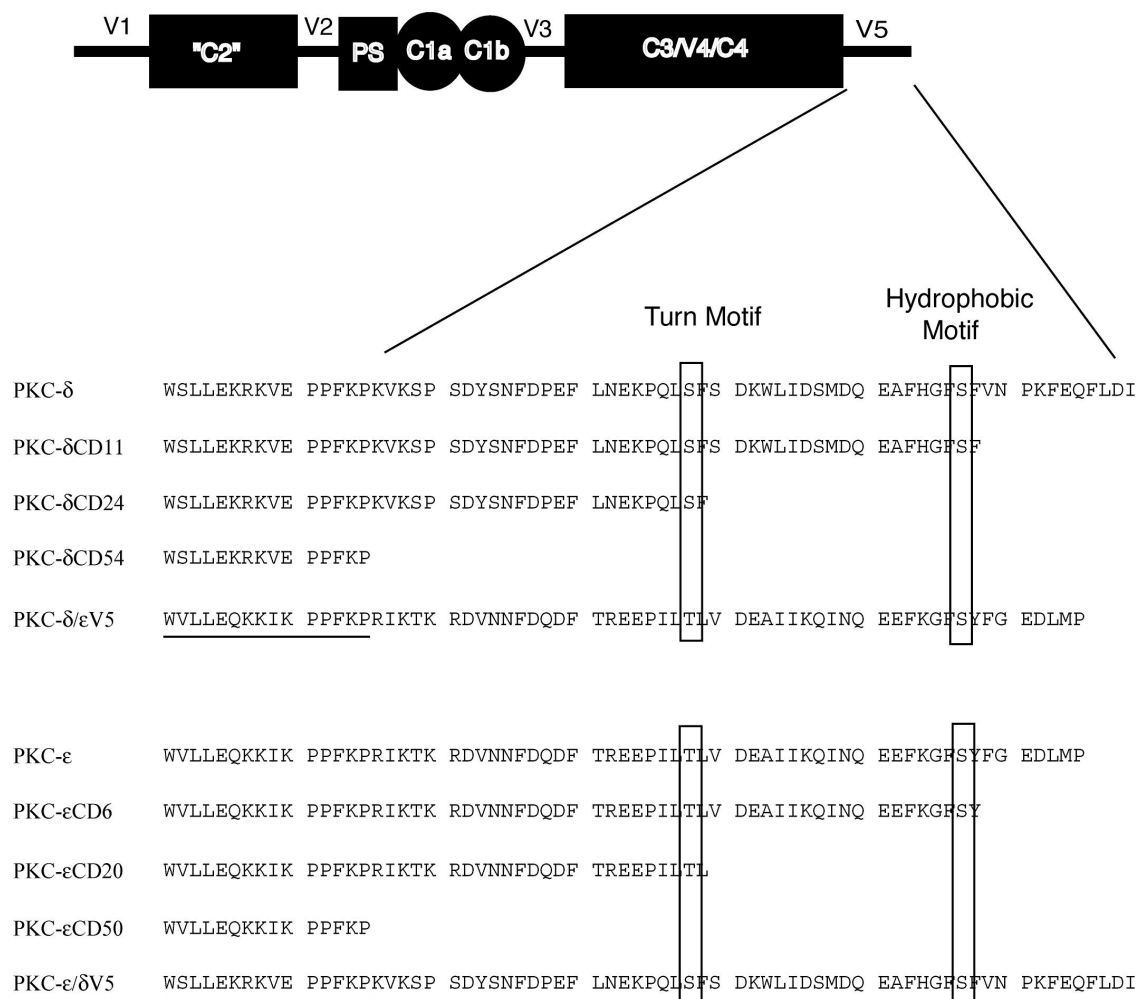 V1 "C2" V2 PS C1a C1b V3 C3/V4/C4 V5
Turn Motif
Hydrophobic
Motif
PKC-δ WSLLEKRKVE PPFKPKVKSP SDYSNFDPEF LNEKPQLSFS DKWLIDSMDQ EAFHGFSFVN PKFEQFLDI
PKC-δCD11 WSLLEKRKVE PPFKPKVKSP SDYSNFDPEF LNEKPQLSFS DKWLIDSMDQ EAFHGFSF
PKC-δCD24 WSLLEKRKVE PPFKPKVKSP SDYSNFDPEF LNEKPQLSF
PKC-δCD54 WSLLEKRKVE PPFKP
PKC-δ/εV5 WVLLEQKKIK PPFKPRIKTK RDVNNFDQDF TREEPILTLV DEAIIKQINQ EEFKGFSYFG EDLMP
PKC-ε WVLLEQKKIK PPFKPRIKTK RDVNNFDQDF TREEPILTLV DEAIIKQINQ EEFKGFSYFG EDLMP
PKC-εCD6 WVLLEQKKIK PPFKPRIKTK RDVNNFDQDF TREEPILTLV DEAIIKQINQ EEFKGFSY
PKC-εCD20 WVLLEQKKIK PPFKPRIKTK RDVNNFDQDF TREEPILTL
PKC-εCD50 WVLLEQKKIK PPFKP
PKC-ε/δV5 WSLLEKRKVE PPFKPKVKSP SDYSNFDPEF LNEKPQLSFS DKWLIDSMDQ EAFHGFSFVN PKFEQFLDI